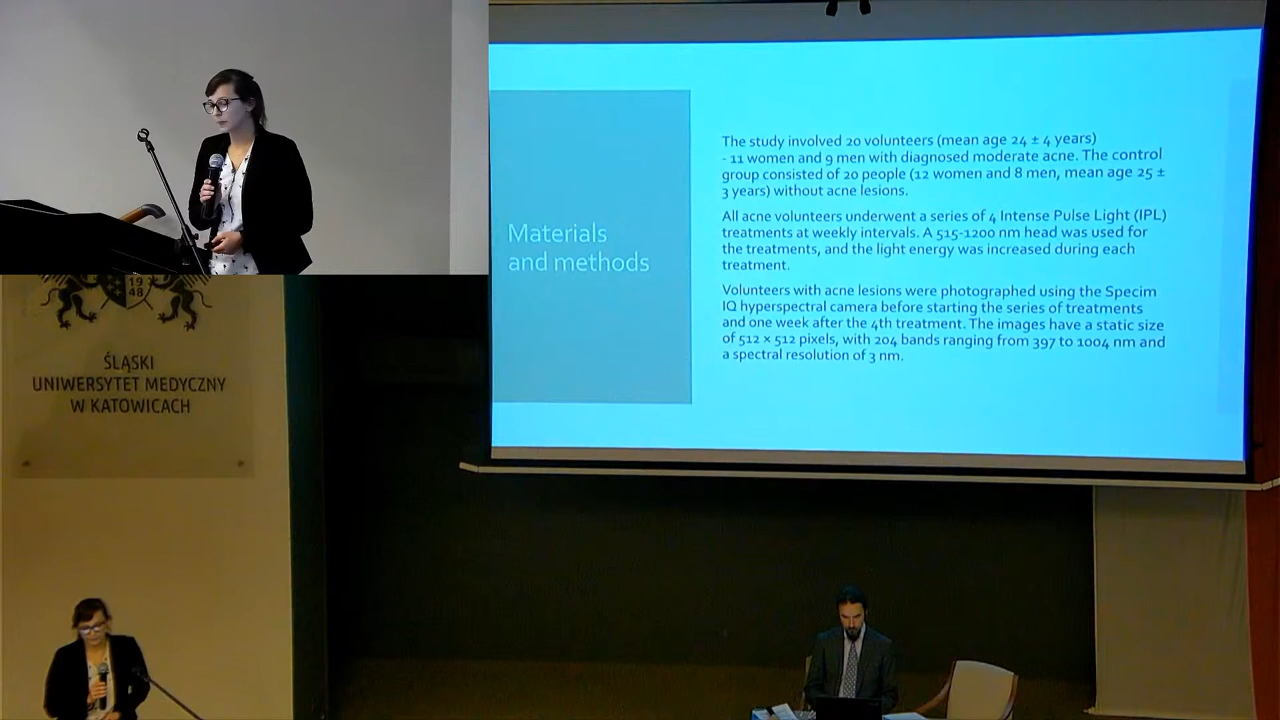 Materials
and methods
The study involved 20 volunteers (mean age 24 ± 4 years)
- 11 women and 9 men with diagnosed moderate acne. The control
group consisted of 20 people (12 women and 8 men, mean age 25 ±
3 years) without acne lesions.
All acne volunteers underwent a series of 4 Intense Pulse Light (IPL)
treatments at weekly intervals. A 515-1200 nm head was used for
the treatments, and the light energy was increased during each
treatment.
Volunteers with acne lesions were photographed using the Specim
IQ hyperspectral camera before starting the series of treatments
and one week after the 4th treatment. The images have a static size
of 512 × 512 pixels, with 204 bands ranging from 397 to 1004 nm and
a spectral resolution of 3 nm.
19
48
ŚLĄSKI
UNIWERSYTET MEDYCZNY
W KATOWICACH